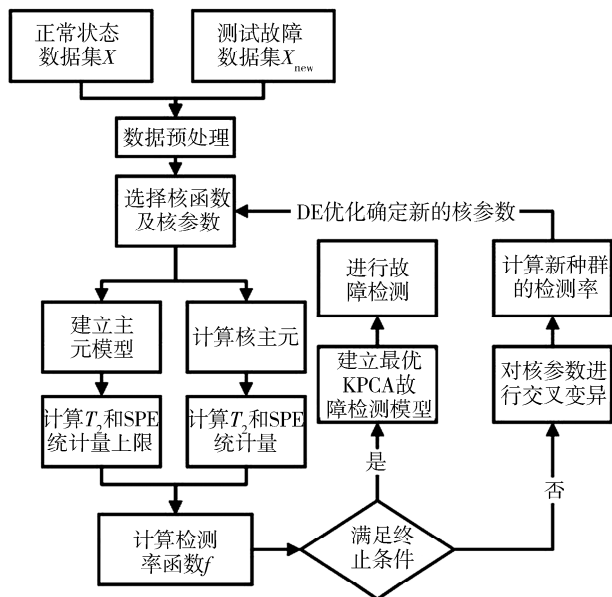 正常状态
数据集X
测试故障
数据集Xnew
数据预处理
选择核函数
及核参数
DE优化确定新的核参数
建立主
元模型
计算核主元
进行故
障检测
计算新种群
的检测率
计算T2和SPE
统计量上限
计算T2和SPE
统计量
建立最优
KPCA故
障检测模型
对核参数进
行交叉变异
是
否
计算检测
率函数f
满足终
止条件